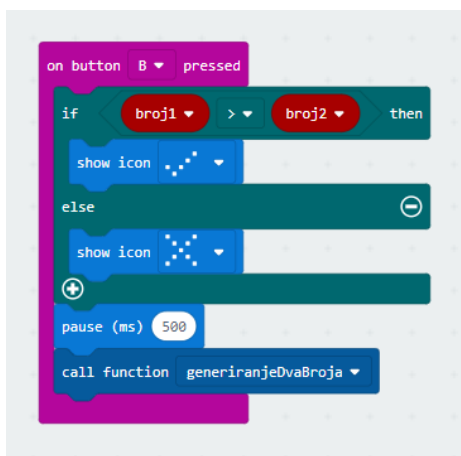 on button B pressed
if broj1 > broj2 then
show icon
else
show icon
pause (ms) 500
call function generiranjeDvaBroja